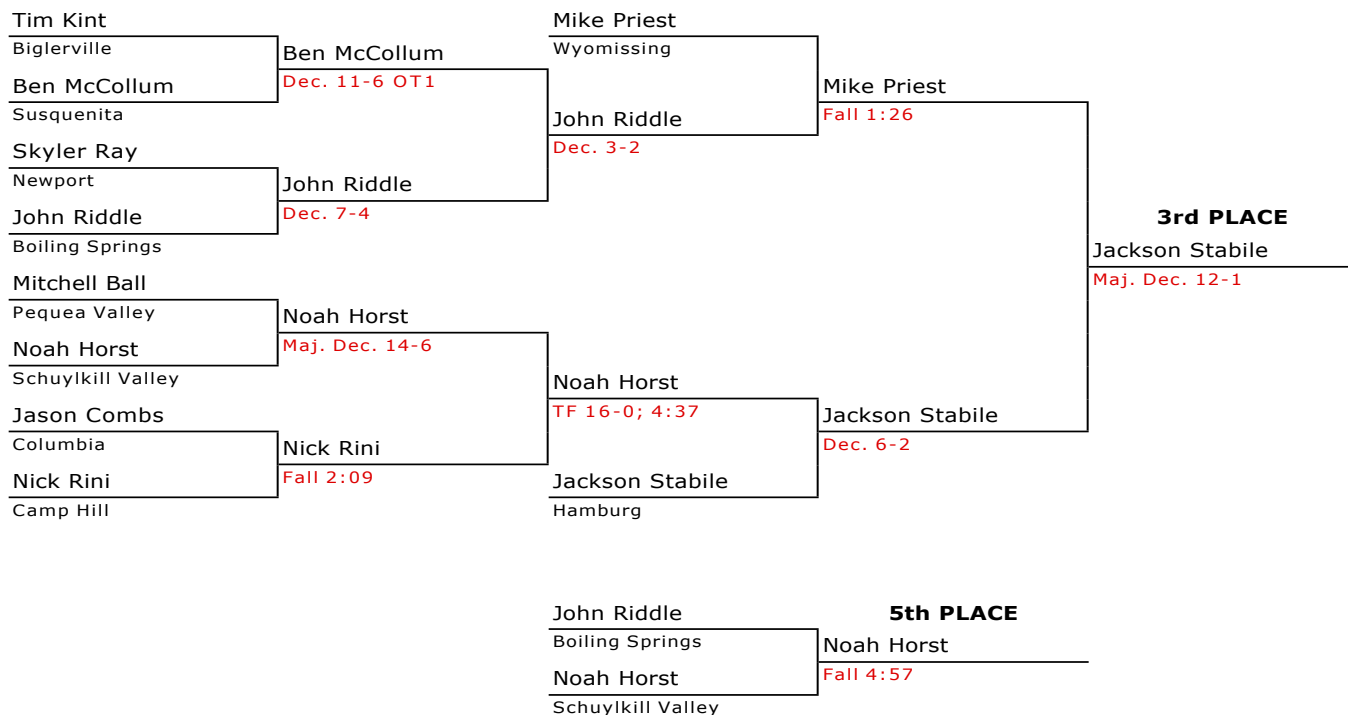 Tim Kint
Biglerville
Ben McCollum
Susquenita
Skyler Ray
Newport
John Riddle
Boiling Springs
Mitchell Ball
Pequea Valley
Noah Horst
Schuylkill Valley
Jason Combs
Columbia
Nick Rini
Camp Hill
Ben McCollum
Dec. 11-6 OT1
John Riddle
Dec. 7-4
Noah Horst
Maj. Dec. 14-6
Nick Rini
Fall 2:09
Mike Priest
Wyomissing
John Riddle
Dec. 3-2
Noah Horst
TF 16-0; 4:37
Jackson Stabile
Hamburg
Mike Priest
Fall 1:26
Jackson Stabile
Dec. 6-2
3rd PLACE
Jackson Stabile
Maj. Dec. 12-1
John Riddle
Boiling Springs
Noah Horst
Schuylkill Valley
5th PLACE
Noah Horst
Fall 4:57